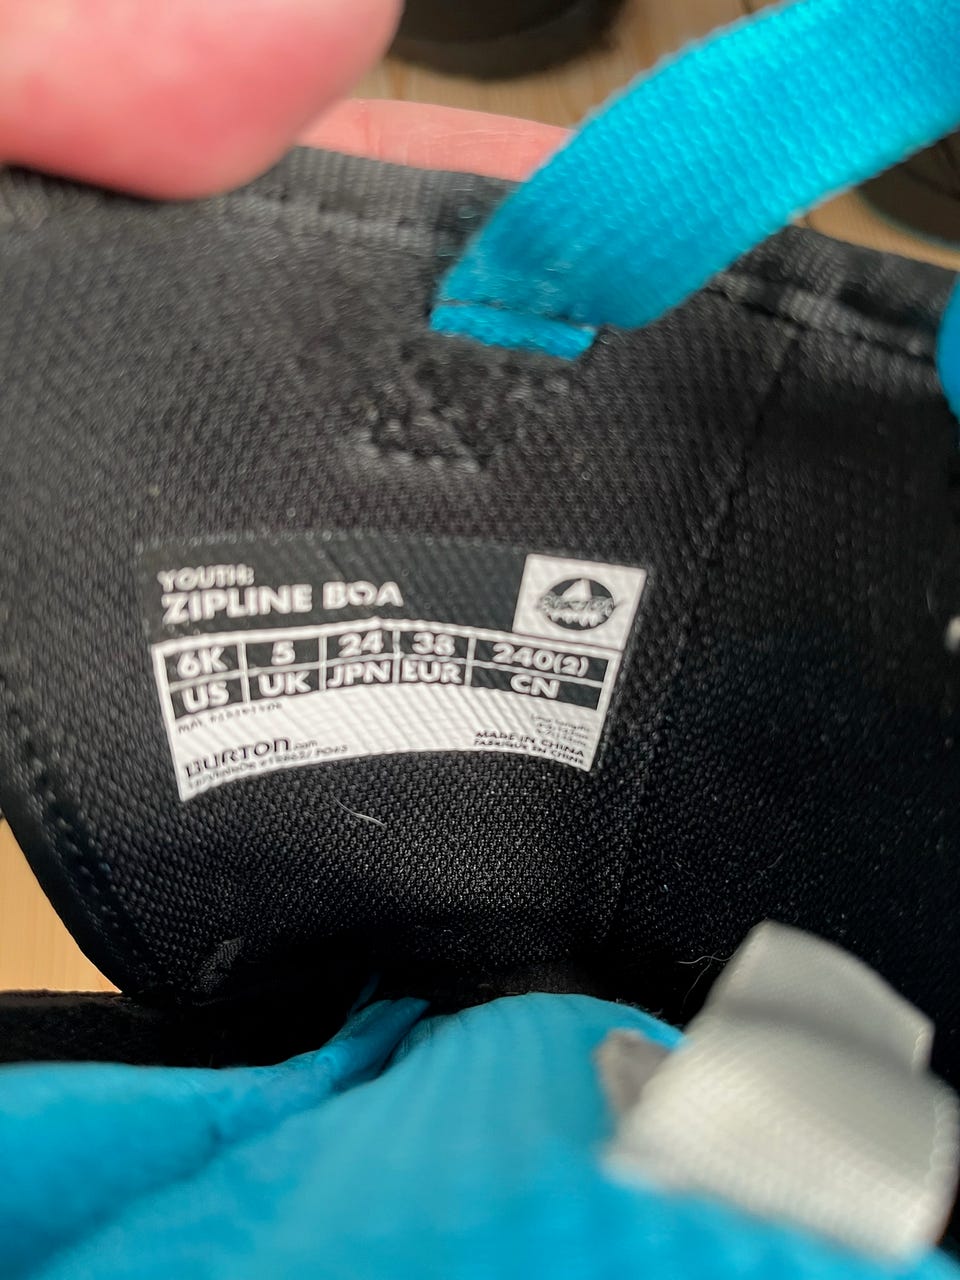 YOUTH:
ZIPLINE BOA
BURTON
6K 5 24 38 240(2)
US UK JPN EUR CN
MADE IN CHINA
BURTON.com FABRIQUE EN CHINE